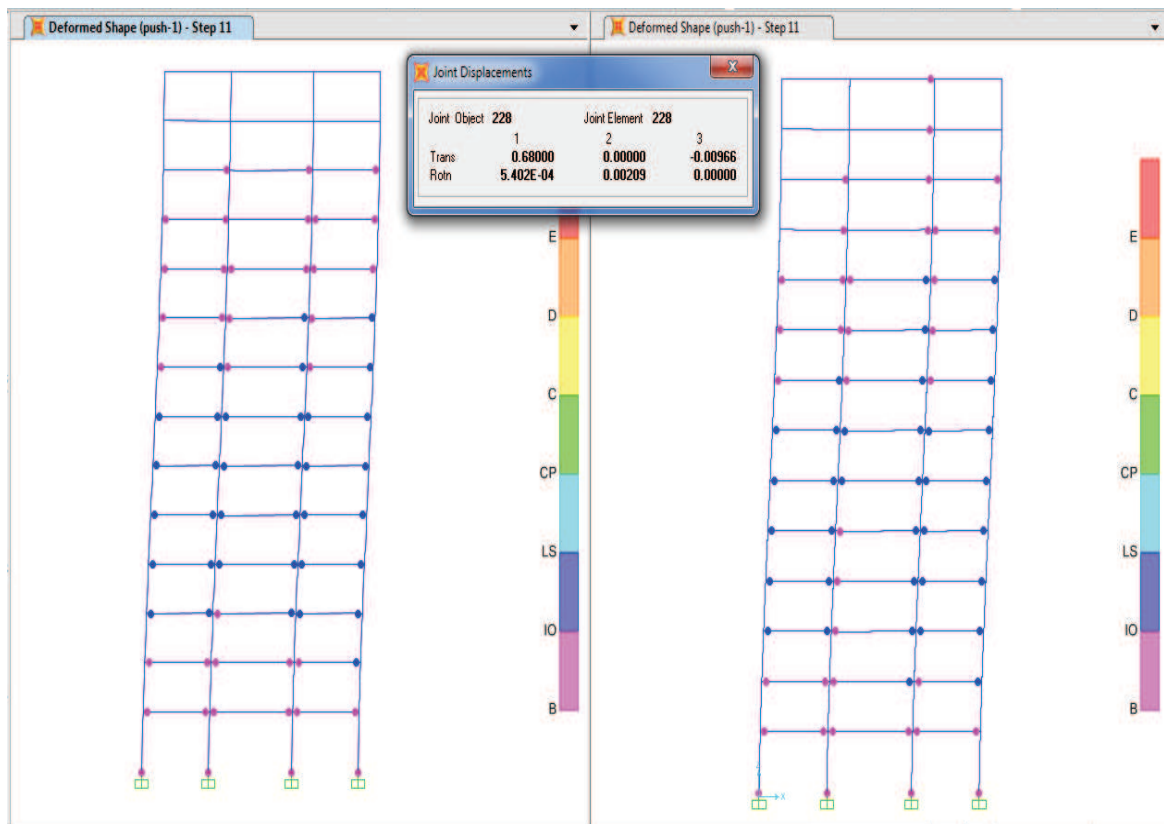 Deformed Shape (push-1) - Step 11
Deformed Shape (push-1) - Step 11
Joint Displacements
X
Joint Object 228 Joint Element 228
1 2 3
Trans 0.68000 0.00000 -0.00966
Rotn 5.402E-04 0.00209 0.00000
E
D
C
CP
LS
IO
B
E
D
C
CP
LS
IO
B
Z
X